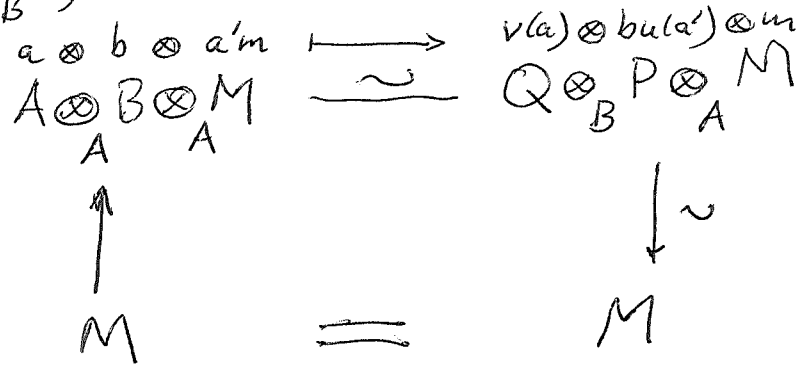 B
a ⊗ b ⊗ a'm ⟼ v(a) ⊗ bu(a') ⊗ m
A ⊗_A B ⊗_A M ∼ Q ⊗_B P ⊗_A M
↑ ↓ ∼
M = M